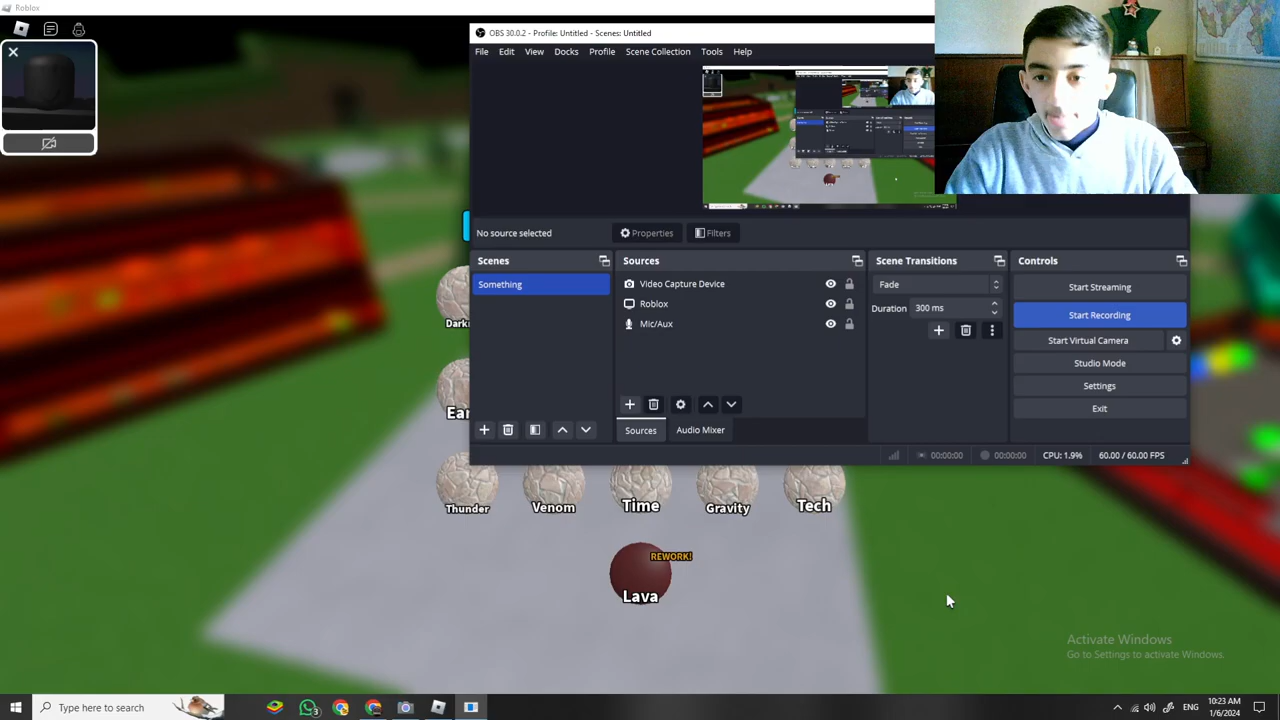 Roblox
OBS 30.0.2 - Profile: Untitled - Scenes: Untitled
File Edit View Docks Profile Scene Collection Tools Help
No source selected
Properties
Filters
Scenes
Something
Sources
Video Capture Device
Roblox
Mic/Aux
Sources
Audio Mixer
Scene Transitions
Fade
Duration 300 ms
Controls
Start Streaming
Start Recording
Start Virtual Camera
Studio Mode
Settings
Exit
00:00:00
00:00:00
CPU: 1.9%
60.00 / 60.00 FPS
Dark
Ear
Thunder
Venom
Time
Gravity
Tech
REWORK!
Lava
Activate Windows
Go to Settings to activate Windows.
Type here to search
3
ENG
10:23 AM
1/6/2024